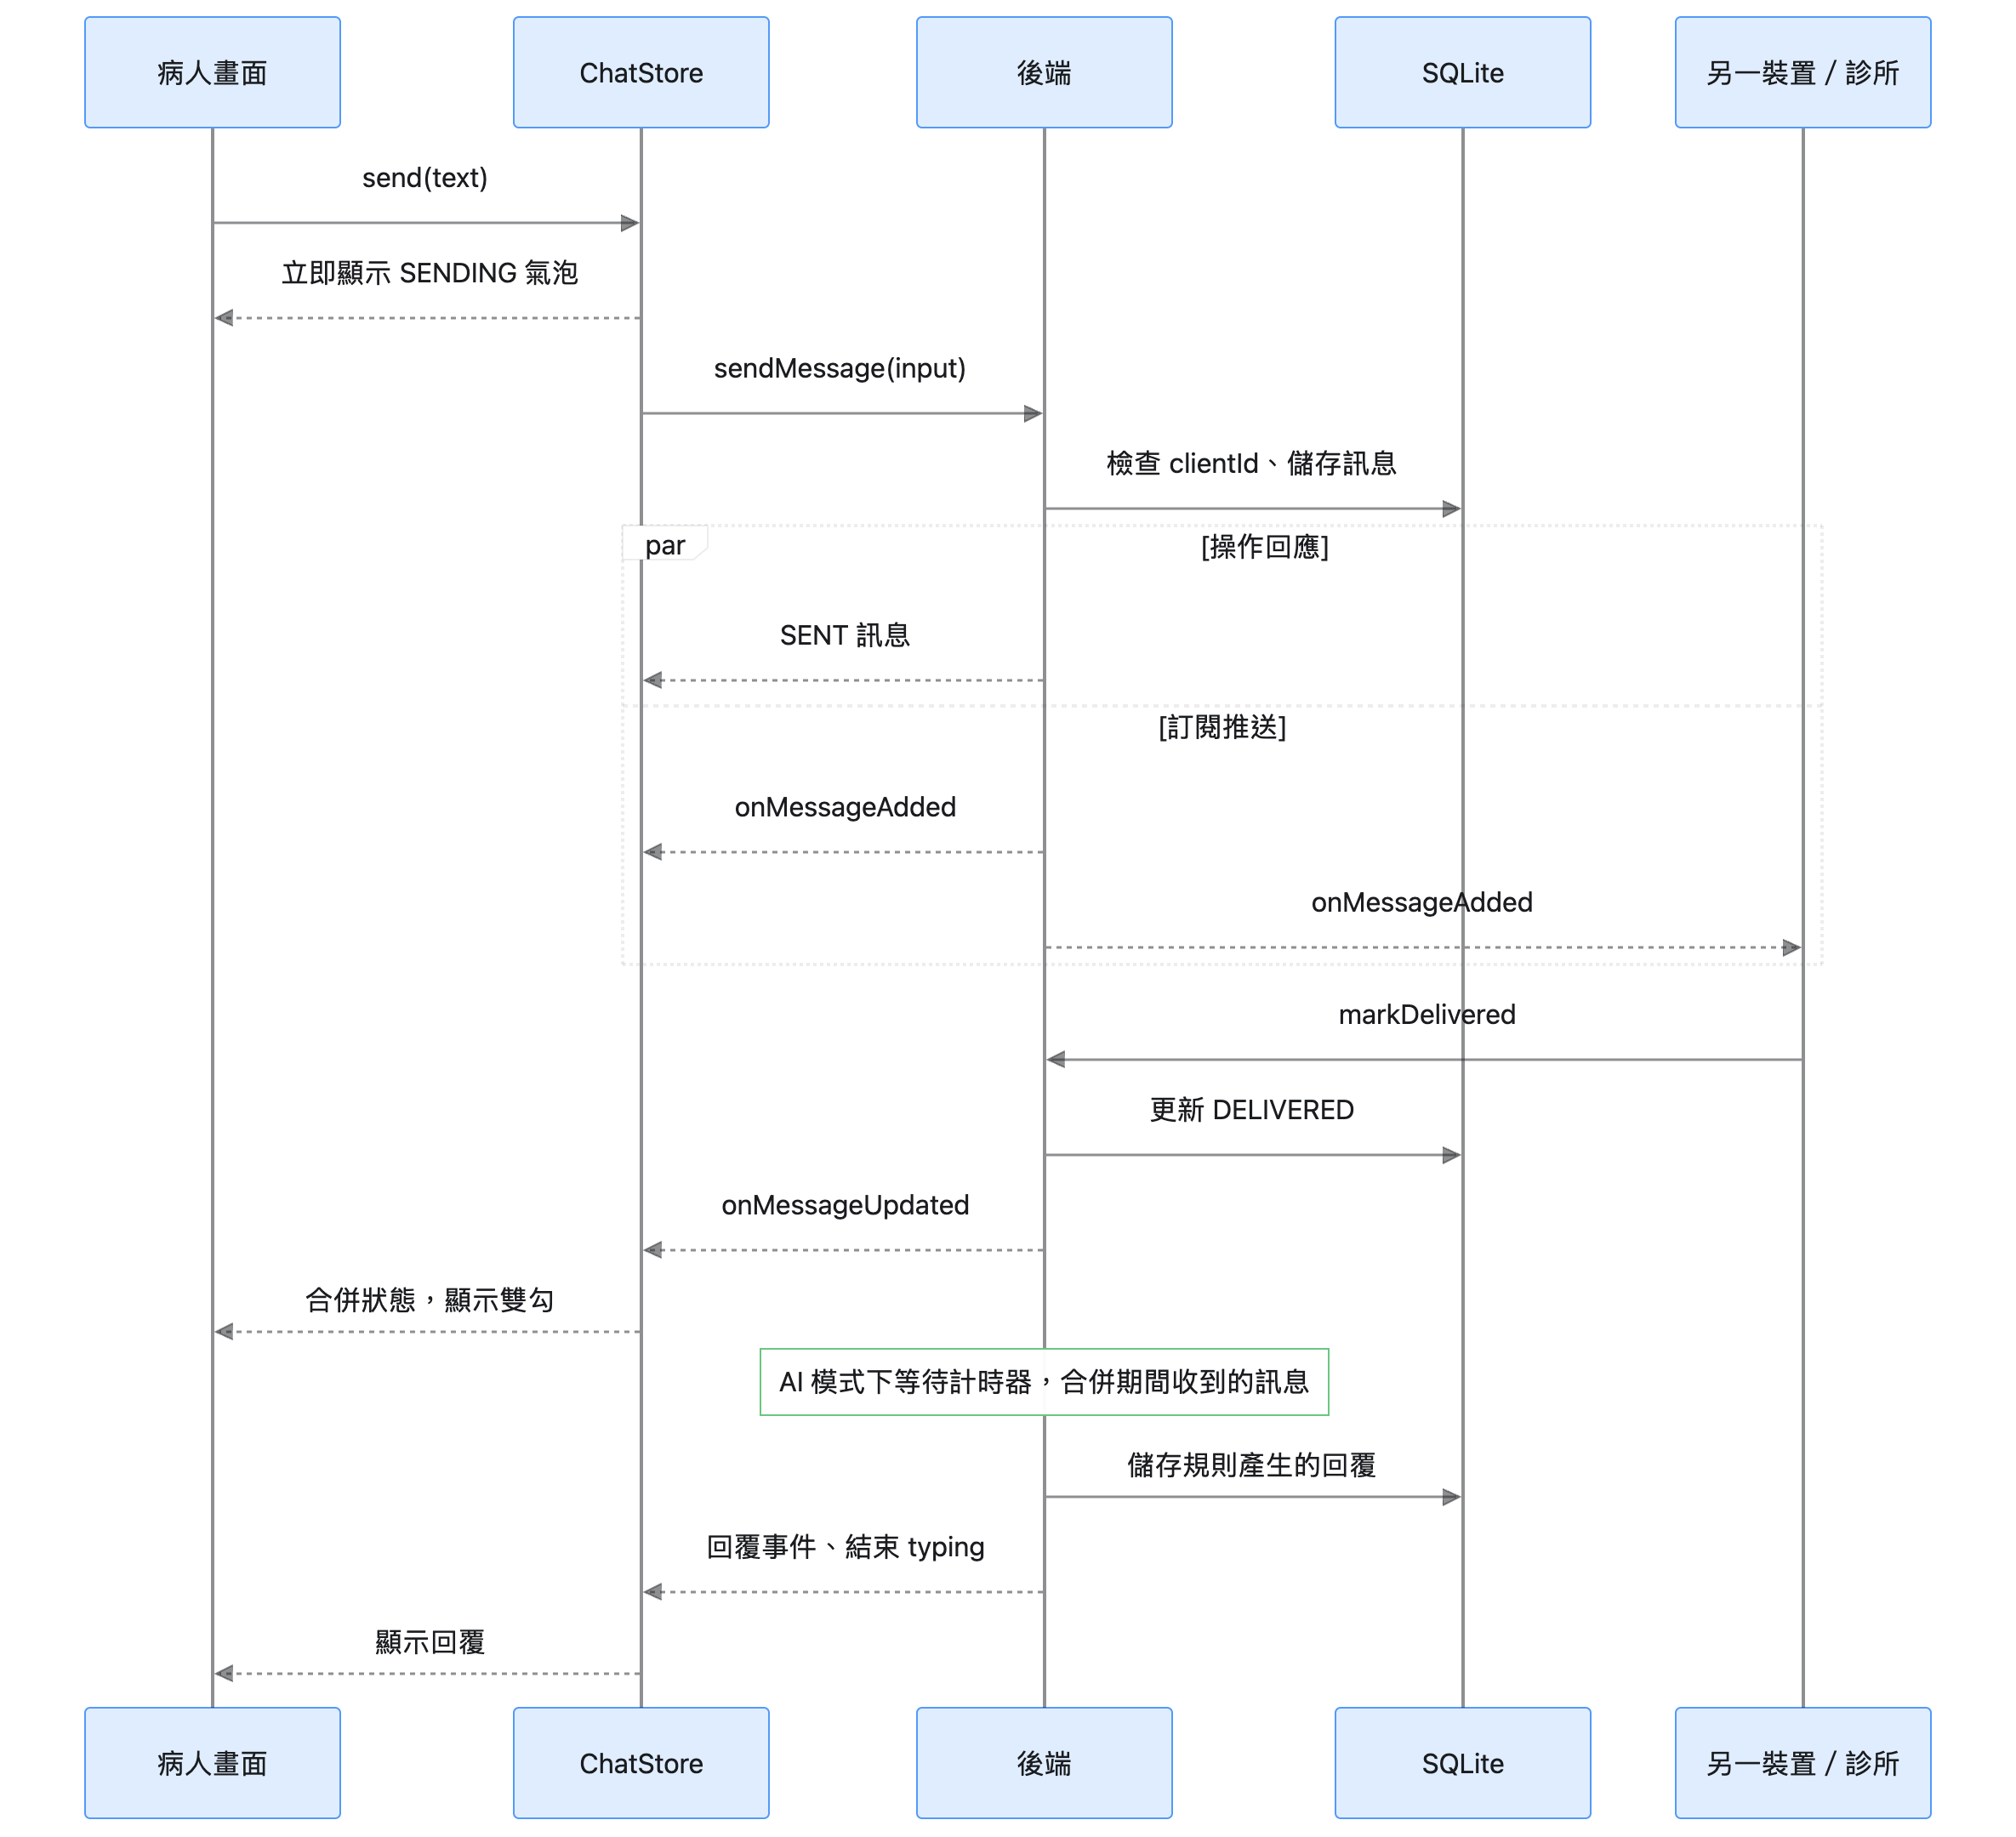 病人畫面
ChatStore
後端
SQLite
另一裝置 / 診所
send(text)
立即顯示 SENDING 氣泡
sendMessage(input)
檢查 clientId、儲存訊息
par
[操作回應]
SENT 訊息
[訂閱推送]
onMessageAdded
onMessageAdded
markDelivered
更新 DELIVERED
onMessageUpdated
合併狀態，顯示雙勾
AI 模式下等待計時器，合併期間收到的訊息
儲存規則產生的回覆
回覆事件、結束 typing
顯示回覆
病人畫面
ChatStore
後端
SQLite
另一裝置 / 診所